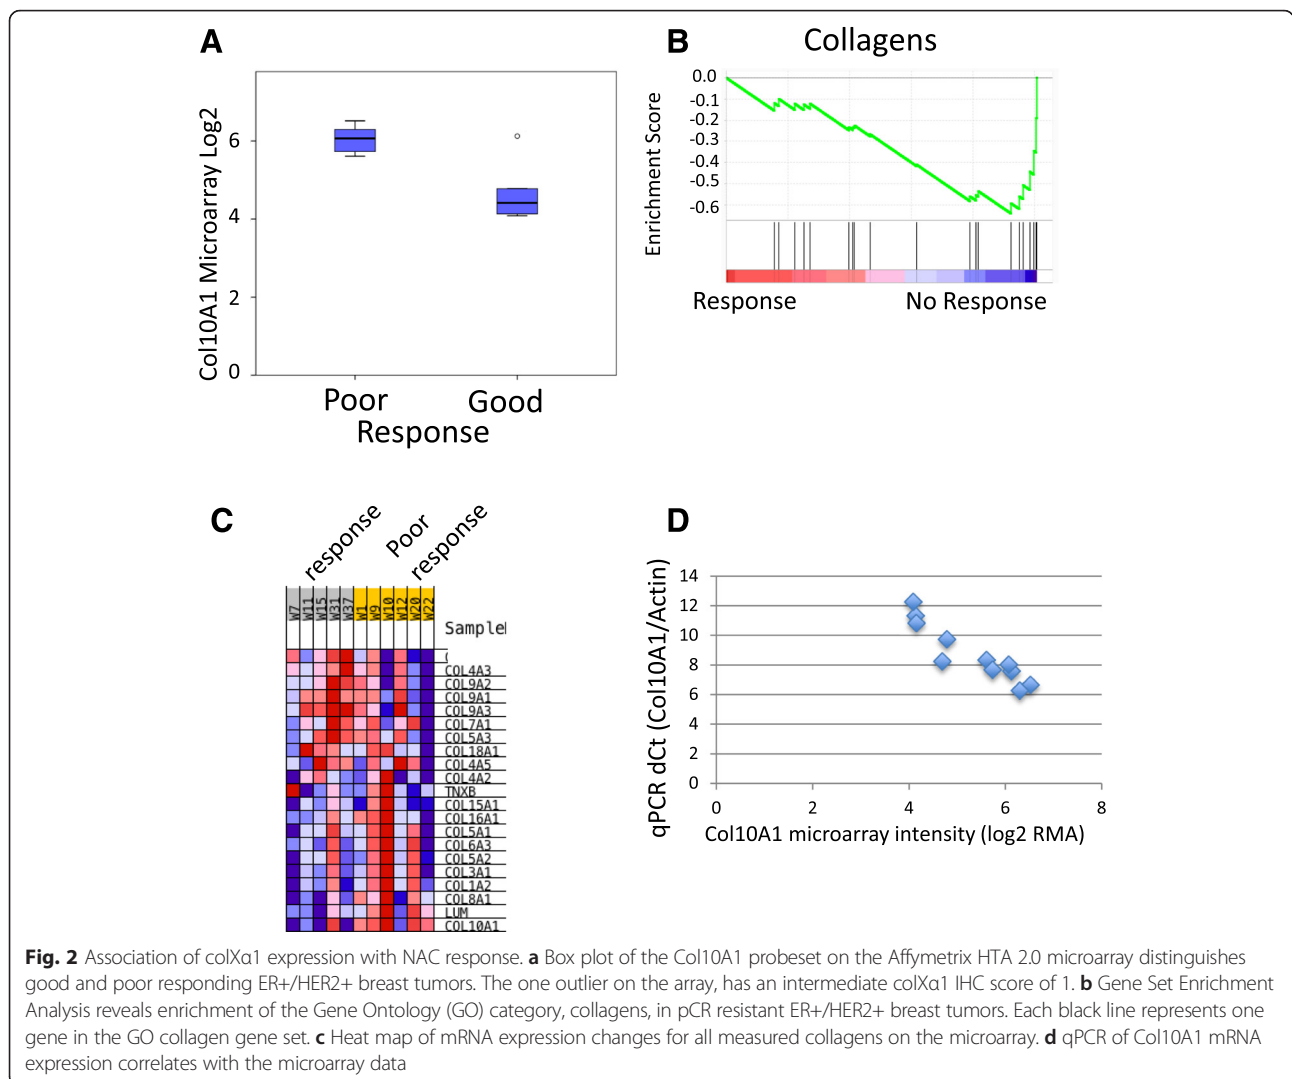 A
Col10A1 Microarray Log2
6
4
2
0
Poor
Good
Response
B
Collagens
Enrichment Score
0.0
-0.1
-0.2
-0.3
-0.4
-0.5
-0.6
Response
No Response
C
response
Poor
response
W7 W11 W15 W31 W37 W1 W9 W10 W12 W20 W22
Sample
COL4A3
COL9A2
COL9A1
COL9A3
COL7A1
COL5A3
COL18A1
COL4A5
COL4A2
TNXB
COL15A1
COL16A1
COL5A1
COL6A3
COL5A2
COL3A1
COL1A2
COL8A1
LUM
COL10A1
D
qPCR dCt (Col10A1/Actin)
14
12
10
8
6
4
2
0
0 2 4 6 8
Col10A1 microarray intensity (log2 RMA)
Fig. 2 Association of colXα1 expression with NAC response. a Box plot of the Col10A1 probeset on the Affymetrix HTA 2.0 microarray distinguishes
good and poor responding ER+/HER2+ breast tumors. The one outlier on the array, has an intermediate colXα1 IHC score of 1. b Gene Set Enrichment
Analysis reveals enrichment of the Gene Ontology (GO) category, collagens, in pCR resistant ER+/HER2+ breast tumors. Each black line represents one
gene in the GO collagen gene set. c Heat map of mRNA expression changes for all measured collagens on the microarray. d qPCR of Col10A1 mRNA
expression correlates with the microarray data